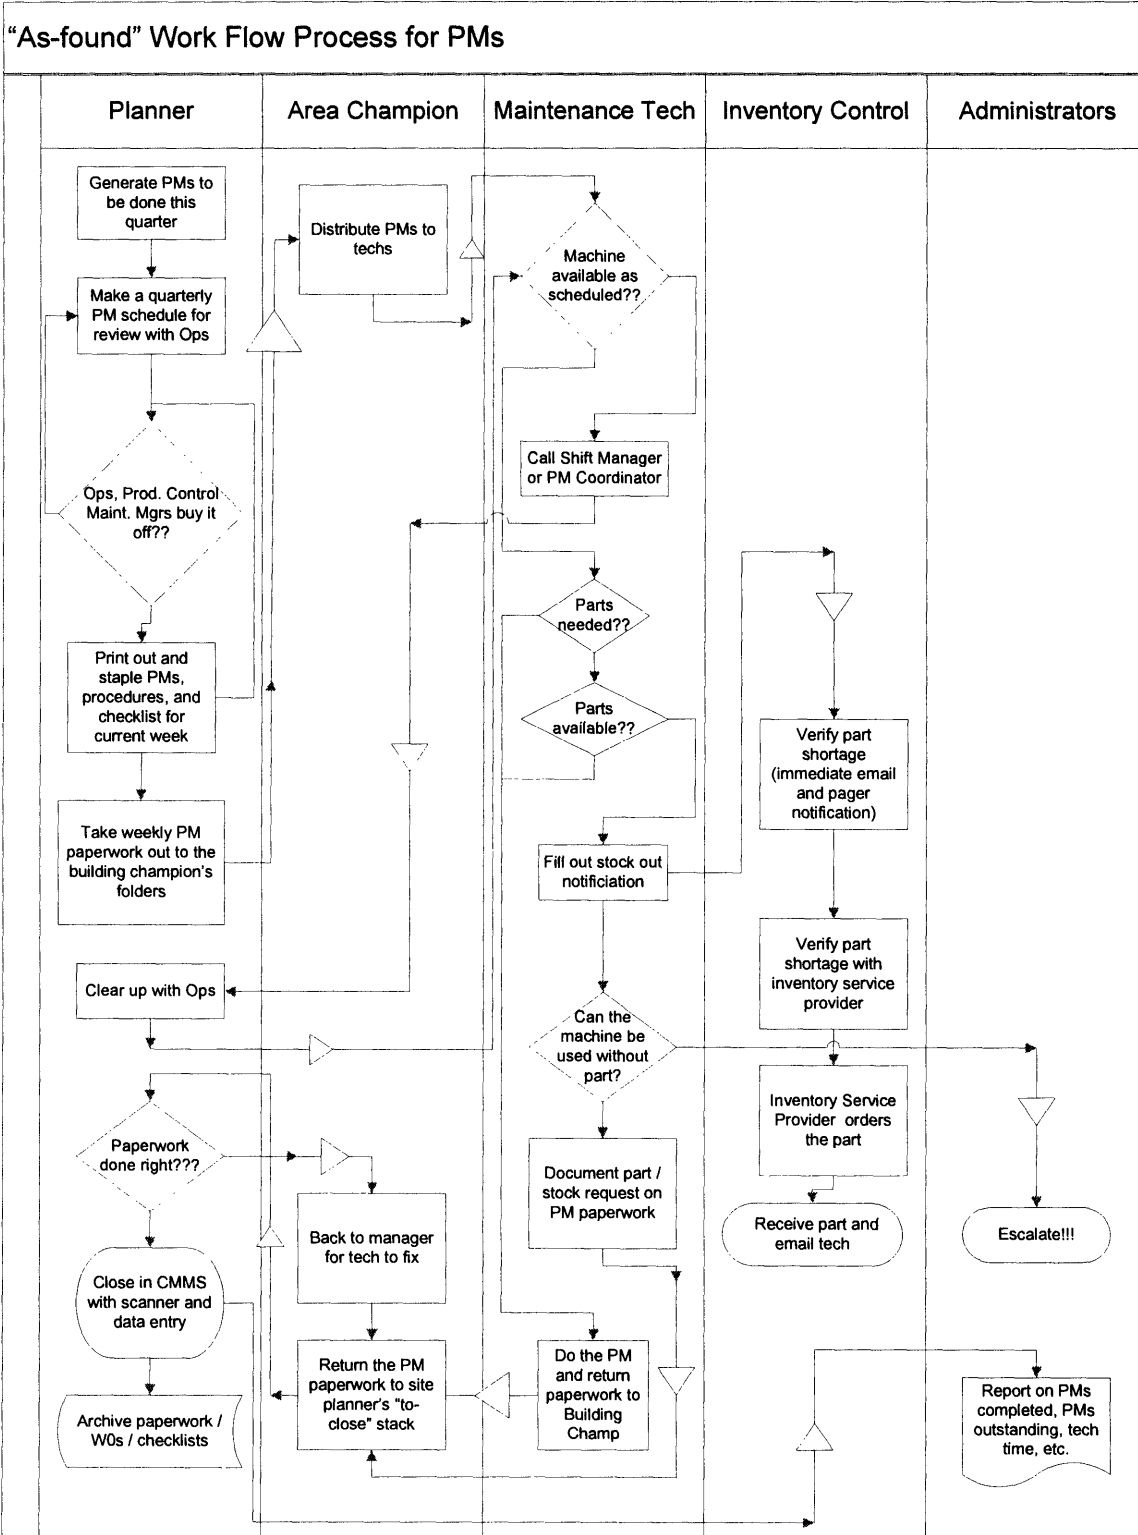 “As-found” Work Flow Process for PMs
Planner
Area Champion
Maintenance Tech
Inventory Control
Administrators
Generate PMs to
be done this
quarter
Make a quarterly
PM schedule for
review with Ops
Ops, Prod. Control
Maint. Mgrs buy it
off??
Print out and
staple PMs,
procedures, and
checklist for
current week
Take weekly PM
paperwork out to the
building champion's
folders
Clear up with Ops
Paperwork
done right???
Close in CMMS
with scanner and
data entry
Archive paperwork /
W0s / checklists
Distribute PMs to
techs
Back to manager
for tech to fix
Return the PM
paperwork to site
planner's "to-
close" stack
Machine
available as
scheduled??
Call Shift Manager
or PM Coordinator
Parts
needed??
Parts
available??
Fill out stock out
notificiation
Can the
machine be
used without
part?
Document part /
stock request on
PM paperwork
Do the PM
and return
paperwork to
Building
Champ
Verify part
shortage
(immediate email
and pager
notification)
Verify part
shortage with
inventory service
provider
Inventory Service
Provider orders
the part
Receive part and
email tech
Escalate!!!
Report on PMs
completed, PMs
outstanding, tech
time, etc.